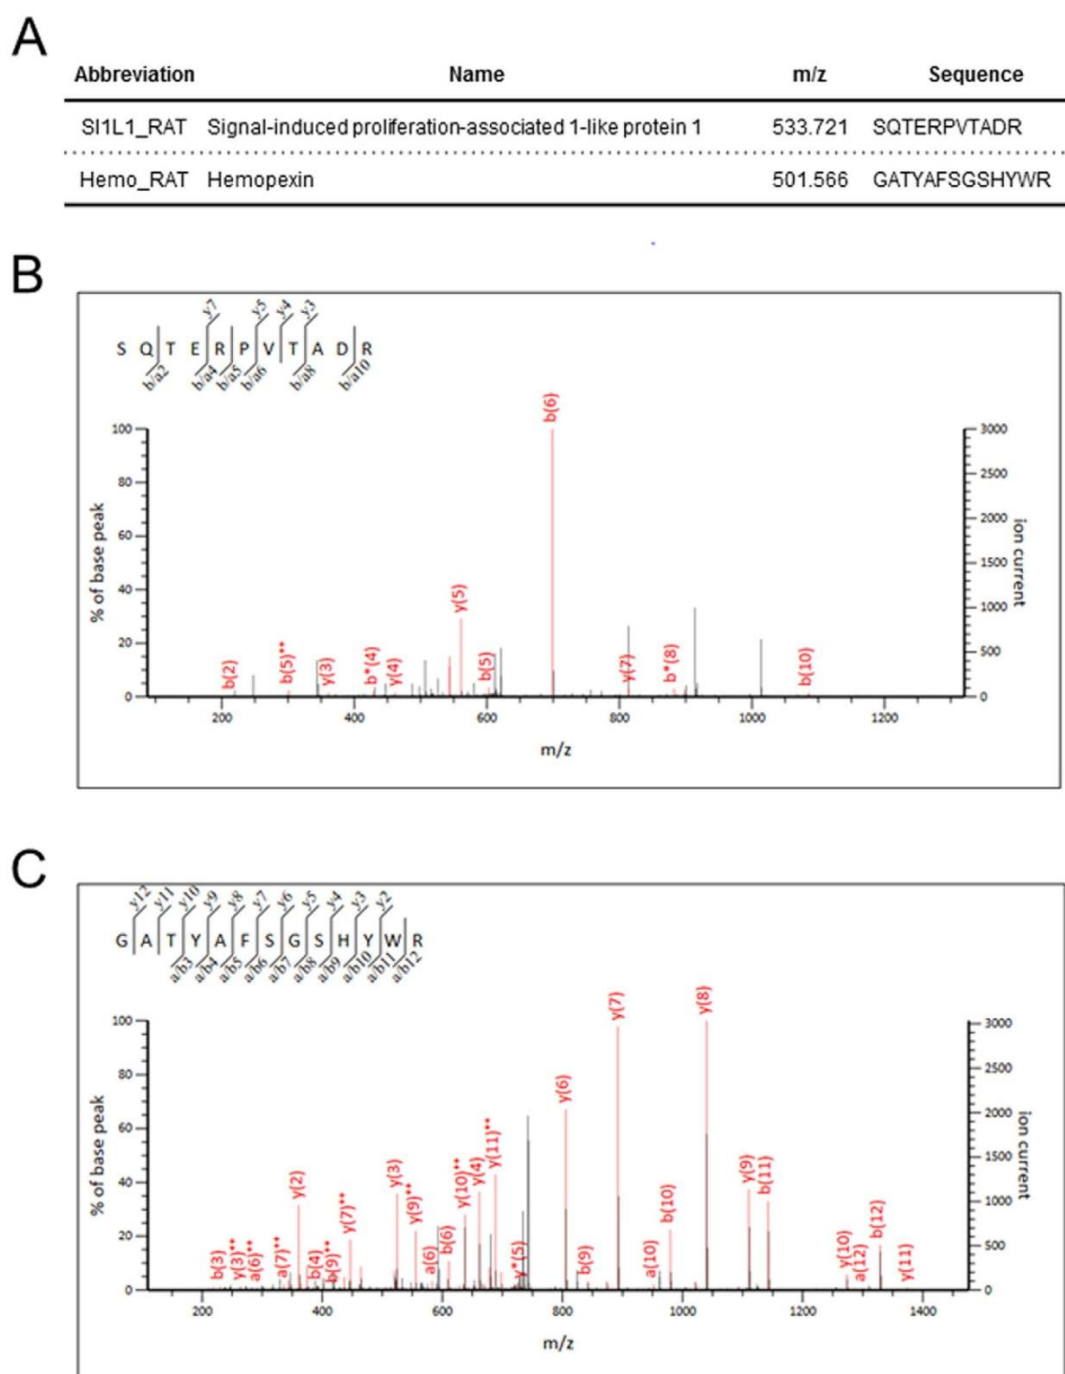 A
Abbreviation Name m/z Sequence
SI1L1_RAT Signal-induced proliferation-associated 1-like protein 1 533.721 SQTERPVTADR
Hemo_RAT Hemopexin 501.566 GATYAFSGSHYWR
B
y7 y5 y4 y3
S Q T E R P V T A D R
b/a2 b/a4 b/a5 b/a6 b/a8 b/a10
b(6)
y(5)
b(2) b(5)** y(3) b*(4) y(4) b(5) y(7) b*(8) b(10)
% of base peak
100
80
60
40
20
0
ion current
3000
2500
2000
1500
1000
500
0
200 400 600 800 1000 1200
m/z
C
y12 y11 y10 y9 y8 y7 y6 y5 y4 y3 y2
G A T Y A F S G S H Y W R
a/b3 a/b4 a/b5 a/b6 a/b7 a/b8 a/b9 a/b10 a/b11 a/b12
b(3) y(3)** a(6)** a(7)** y(2) b(4) b(9)** y(7)** y(3) y(9)** a(6) b(6) y(10)** y(4) y(11)** y*(5) y(6) b(9) y(7) a(10) b(10) y(8) y(9) b(11) y(10) a(12) b(12) y(11)
% of base peak
100
80
60
40
20
0
ion current
3000
2500
2000
1500
1000
500
0
200 400 600 800 1000 1200 1400
m/z